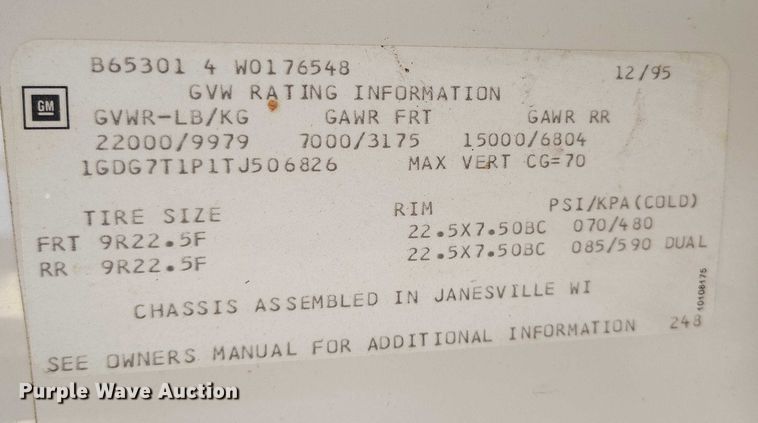 B65301 4 W0176548 12/95
GVW RATING INFORMATION
GM
GVWR-LB/KG GAWR FRT GAWR RR
22000/9979 7000/3175 15000/6804
1GDG7T1P1TJ506826 MAX VERT CG=70
TIRE SIZE RIM PSI/KPA(COLD)
FRT 9R22.5F 22.5X7.50BC 070/480
RR 9R22.5F 22.5X7.50BC 085/590 DUAL
CHASSIS ASSEMBLED IN JANESVILLE WI
10108175
SEE OWNERS MANUAL FOR ADDITIONAL INFORMATION 248
Purple Wave Auction